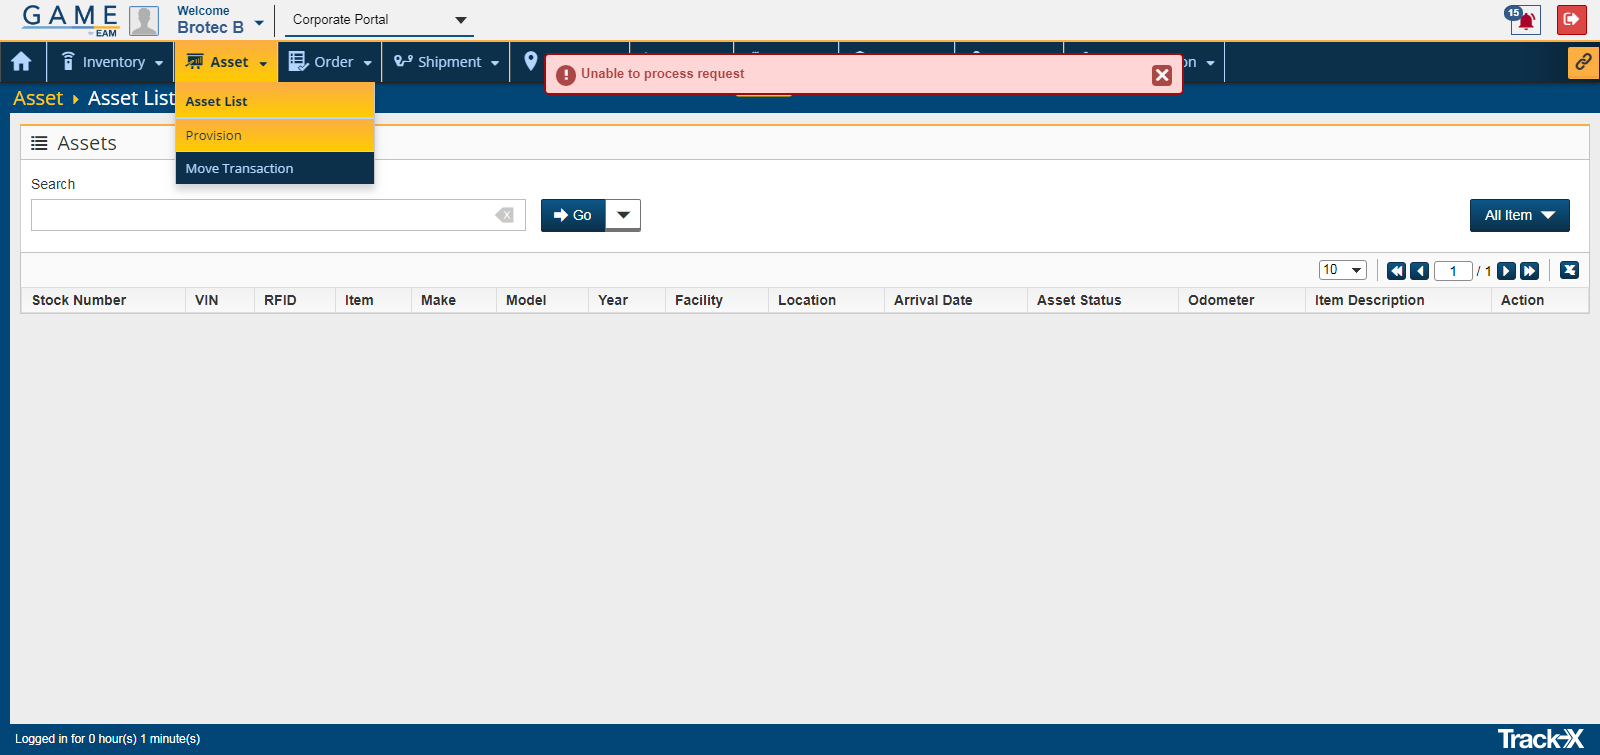 GAME
by EAM
Welcome
Brotec B
Corporate Portal
15
Inventory
Asset
Order
Shipment
on
Unable to process request
Asset
Asset List
Asset List
Provision
Move Transaction
Assets
Search
X
Go
All Item
10
1
/ 1
Stock Number
VIN
RFID
Item
Make
Model
Year
Facility
Location
Arrival Date
Asset Status
Odometer
Item Description
Action
Logged in for 0 hour(s) 1 minute(s)
Track-X